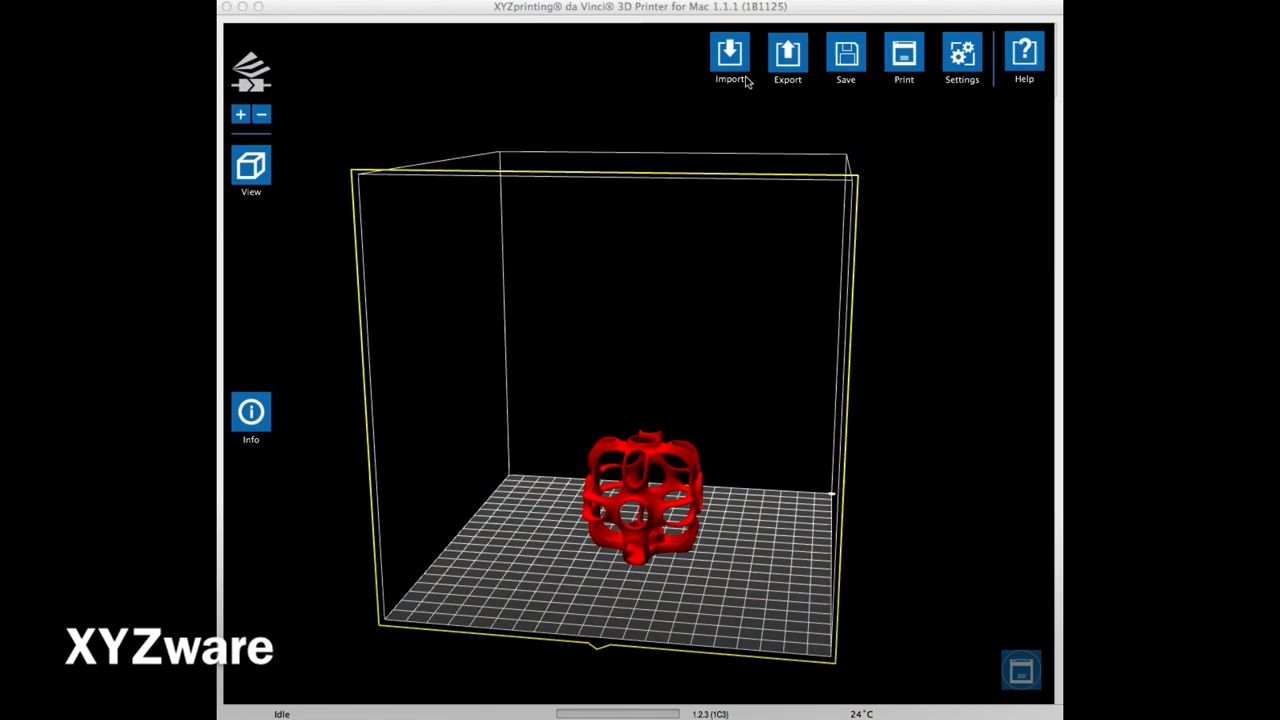 XYZprinting® da Vinci® 3D Printer for Mac 1.1.1 (181125)
Import
Export
Save
Print
Settings
Help
View
Info
XYZware
Idle
1.2.3 (1C3)
24°C